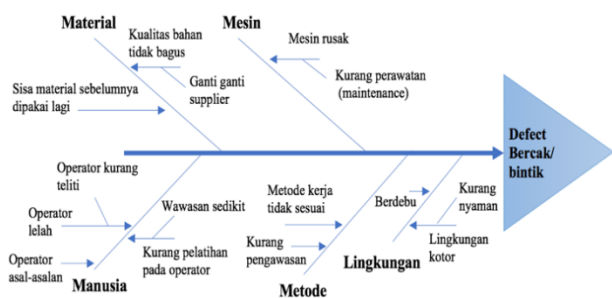 Material
Kualitas bahan
tidak bagus
Ganti ganti
supplier
Sisa material sebelumnya
dipakai lagi
Mesin
Mesin rusak
Kurang perawatan
(maintenance)
Defect
Bercak/
bintik
Operator kurang
teliti
Operator
lelah
Operator
asal-asalan
Wawasan sedikit
Kurang pelatihan
pada operator
Manusia
Metode kerja
tidak sesuai
Kurang
pengawasan
Metode
Berdebu
Kurang
nyaman
Lingkungan
kotor
Lingkungan